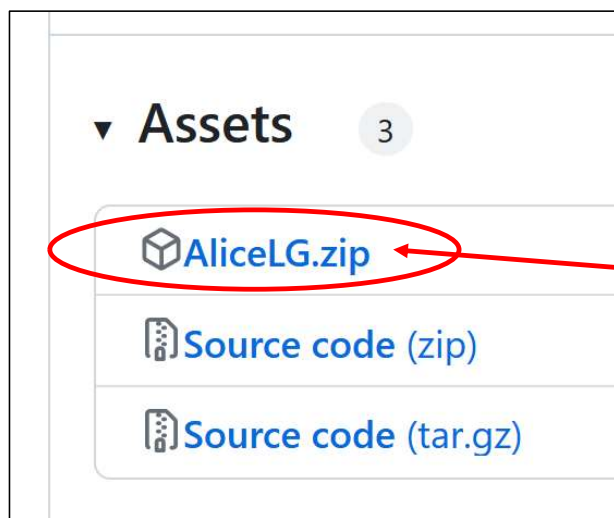 Assets 3
AliceLG.zip
Source code (zip)
Source code (tar.gz)